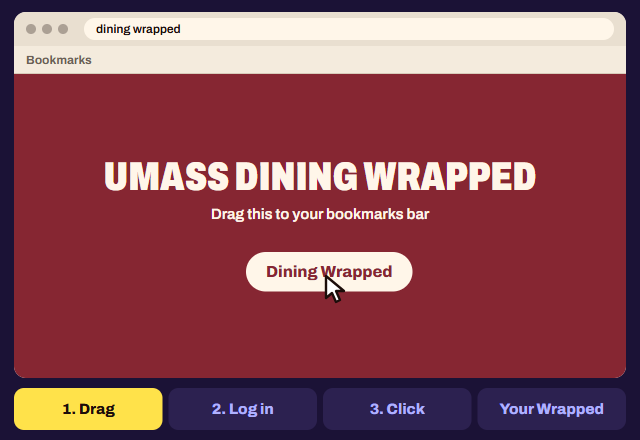 dining wrapped
Bookmarks
UMASS DINING WRAPPED
Drag this to your bookmarks bar
Dining Wrapped
1. Drag
2. Log in
3. Click
Your Wrapped